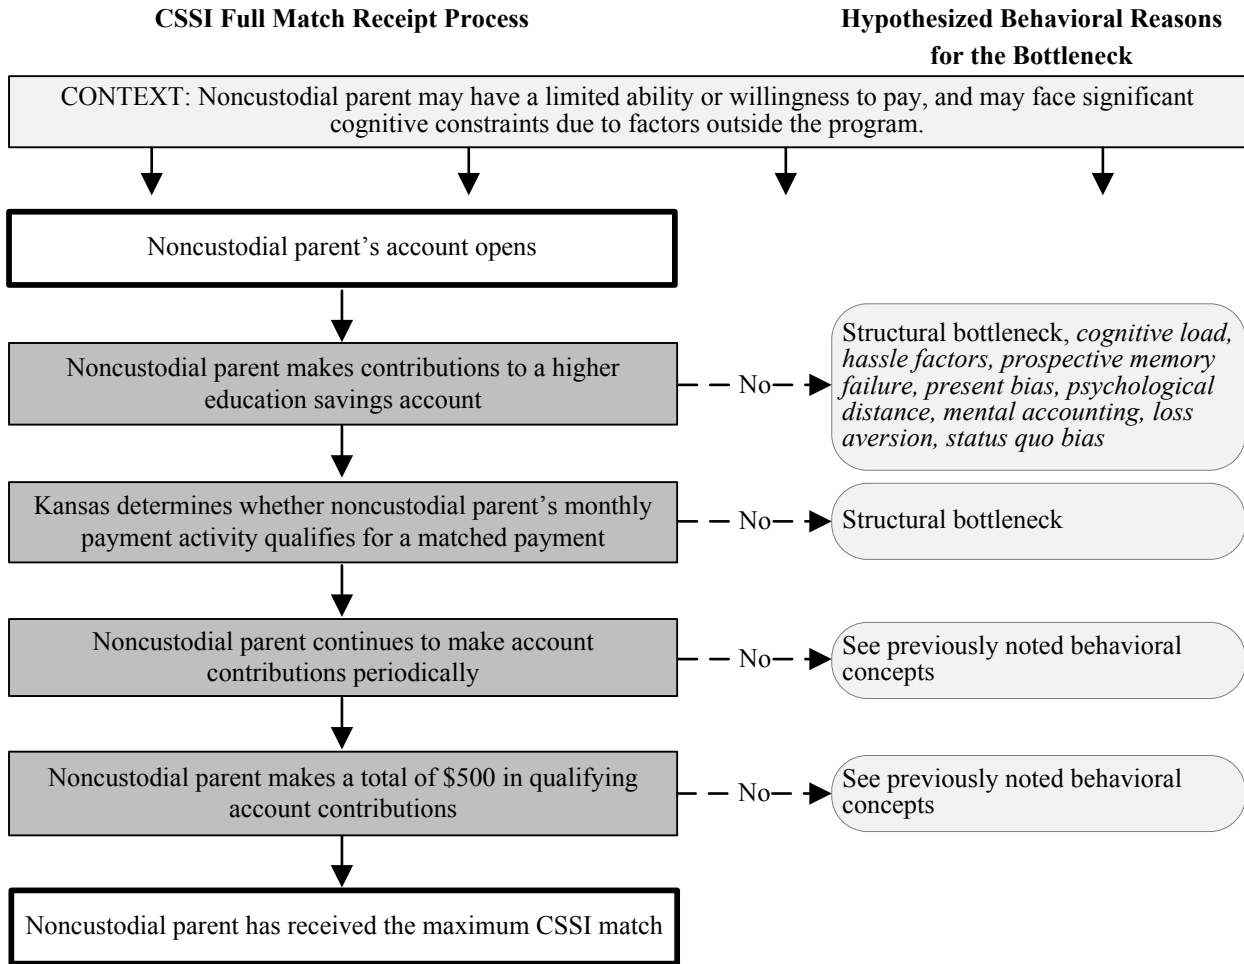 CSSI Full Match Receipt Process
Hypothesized Behavioral Reasons
for the Bottleneck
CONTEXT: Noncustodial parent may have a limited ability or willingness to pay, and may face significant
cognitive constraints due to factors outside the program.
Noncustodial parent’s account opens
Noncustodial parent makes contributions to a higher
education savings account
No
Structural bottleneck, cognitive load,
hassle factors, prospective memory
failure, present bias, psychological
distance, mental accounting, loss
aversion, status quo bias
Kansas determines whether noncustodial parent’s monthly
payment activity qualifies for a matched payment
No
Structural bottleneck
Noncustodial parent continues to make account
contributions periodically
No
See previously noted behavioral
concepts
Noncustodial parent makes a total of $500 in qualifying
account contributions
No
See previously noted behavioral
concepts
Noncustodial parent has received the maximum CSSI match